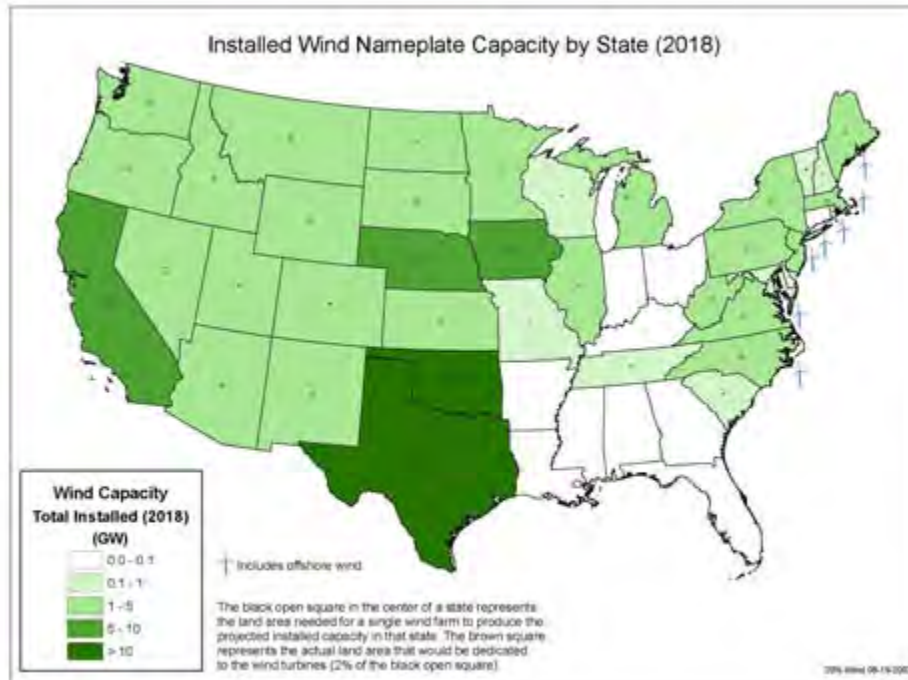 Installed Wind Nameplate Capacity by State (2018)
Wind Capacity
Total Installed (2018)
(GW)
0.0 - 0.1
0.1 - 1
1 - 5
5 - 10
> 10
Includes offshore wind.
The black open square in the center of a state represents
the land area needed for a single wind farm to produce the
projected installed capacity in that state. The brown square
represents the actual land area that would be dedicated
to the wind turbines (2% of the black open square).